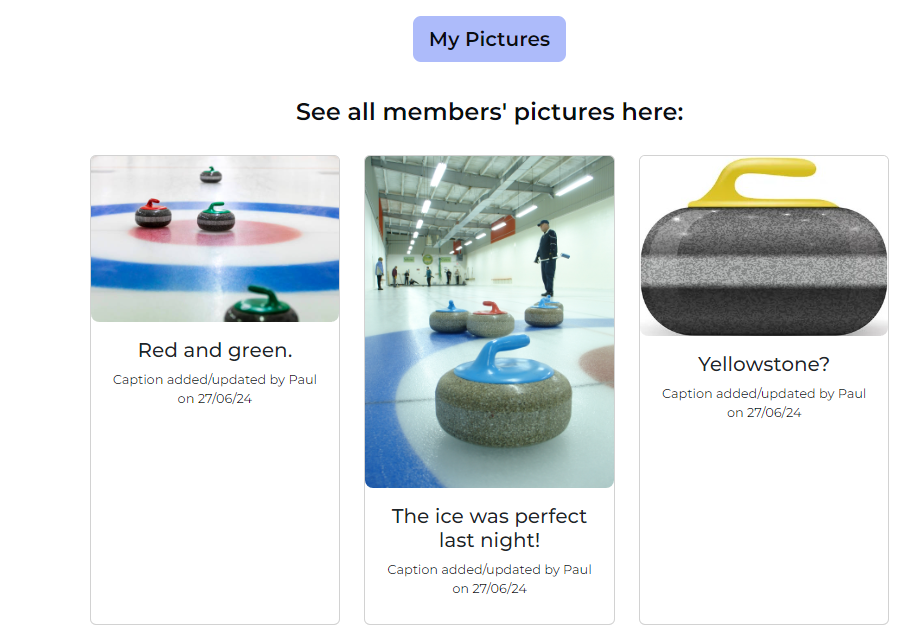 My Pictures
See all members' pictures here:
Red and green.
Caption added/updated by Paul
on 27/06/24
The ice was perfect
last night!
Caption added/updated by Paul
on 27/06/24
Yellowstone?
Caption added/updated by Paul
on 27/06/24